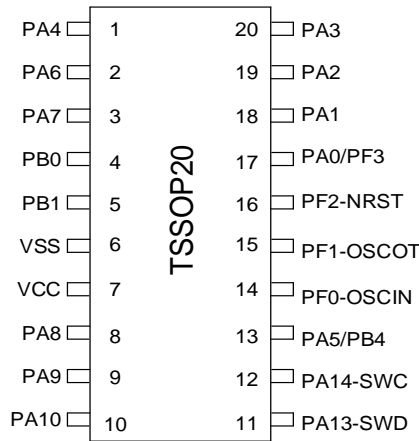 PA4 1 20 PA3
PA6 2 19 PA2
PA7 3 18 PA1
PB0 4 17 PA0/PF3
PB1 5 16 PF2-NRST
VSS 6 15 PF1-OSCOT
VCC 7 14 PF0-OSCIN
PA8 8 13 PA5/PB4
PA9 9 12 PA14-SWC
PA10 10 11 PA13-SWD
TSSOP20